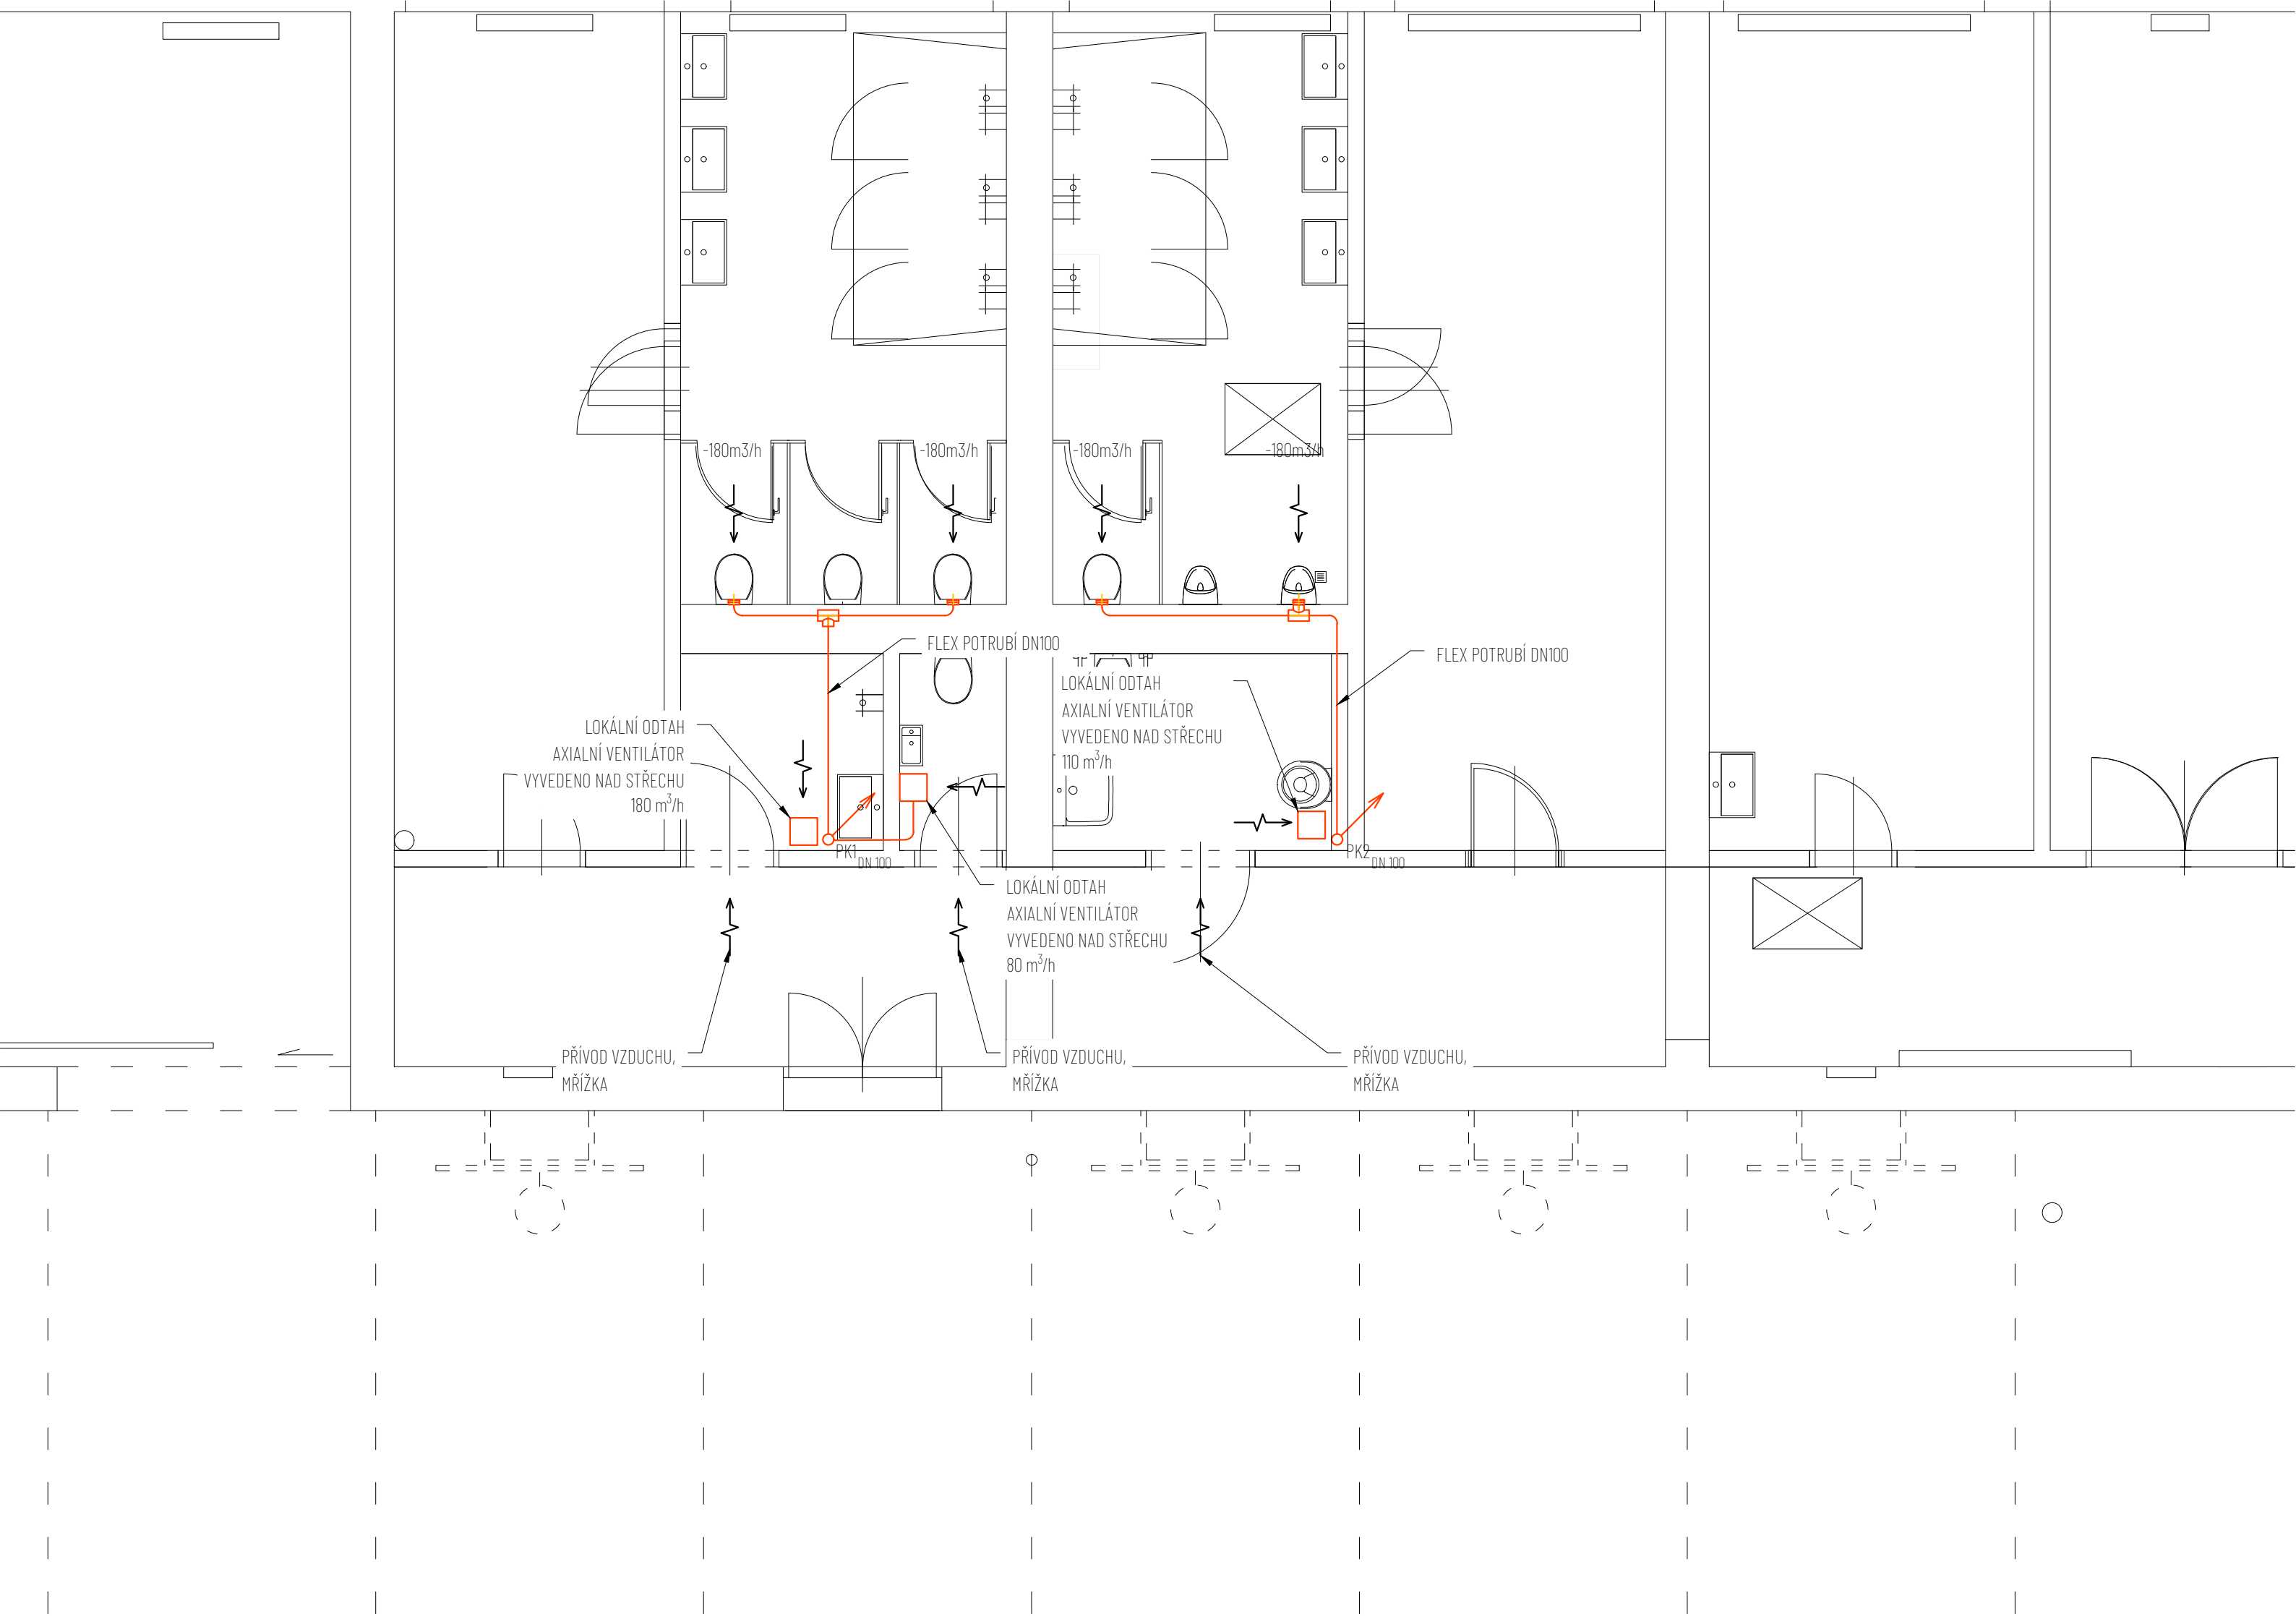 -180m3/h
-180m3/h
-180m3/h
-180m3/h
FLEX POTRUBÍ DN100
FLEX POTRUBÍ DN100
LOKÁLNÍ ODTAH
AXIALNÍ VENTILÁTOR
VYVEDENO NAD STŘECHU
110 m³/h
LOKÁLNÍ ODTAH
AXIALNÍ VENTILÁTOR
VYVEDENO NAD STŘECHU
180 m³/h
PK1
DN 100
PK2
DN 100
LOKÁLNÍ ODTAH
AXIALNÍ VENTILÁTOR
VYVEDENO NAD STŘECHU
80 m³/h
PŘÍVOD VZDUCHU,
MŘÍŽKA
PŘÍVOD VZDUCHU,
MŘÍŽKA
PŘÍVOD VZDUCHU,
MŘÍŽKA